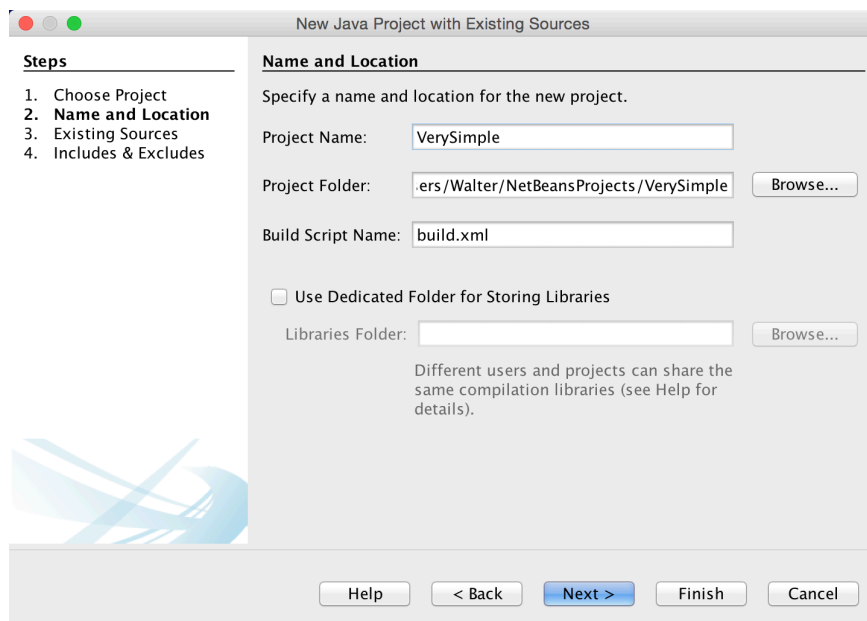 New Java Project with Existing Sources
Steps
1. Choose Project
2. Name and Location
3. Existing Sources
4. Includes & Excludes
Name and Location
Specify a name and location for the new project.
Project Name: VerySimple
Project Folder: ers/Walter/NetBeansProjects/VerySimple Browse...
Build Script Name: build.xml
Use Dedicated Folder for Storing Libraries
Libraries Folder: Browse...
Different users and projects can share the
same compilation libraries (see Help for
details).
Help < Back Next > Finish Cancel